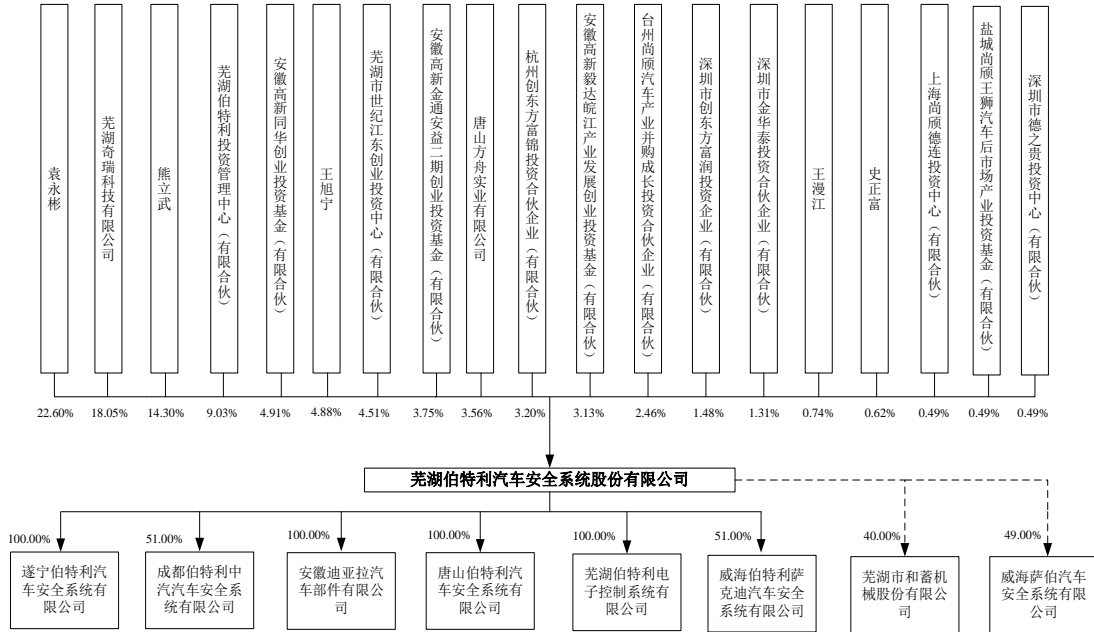 袁永彬
芜湖奇瑞科技有限公司
熊立武
芜湖伯特利投资管理中心（有限合伙）
安徽高新同华创业投资基金（有限合伙）
王旭宁
芜湖市世纪江东创业投资中心（有限合伙）
安徽高新金通安益二期创业投资基金（有限合伙）
唐山方舟实业有限公司
杭州创东方富锦投资合伙企业（有限合伙）
安徽高新毅达皖江产业发展创业投资基金（有限合伙）
台州尚颀汽车产业并购成长投资合伙企业（有限合伙）
深圳市创东方富润投资企业（有限合伙）
深圳市金华泰投资合伙企业（有限合伙）
王漫江
史正富
上海尚颀德连投资中心（有限合伙）
盐城尚颀王狮汽车后市场产业投资基金（有限合伙）
深圳市德之贵投资中心（有限合伙）
22.60% 18.05% 14.30% 9.03% 4.91% 4.88% 4.51% 3.75% 3.56% 3.20% 3.13% 2.46% 1.48% 1.31% 0.74% 0.62% 0.49% 0.49% 0.49%
芜湖伯特利汽车安全系统股份有限公司
100.00% 51.00% 100.00% 100.00% 100.00% 51.00% 40.00% 49.00%
遂宁伯特利汽
车安全系统有
限公司
成都伯特利中
汽汽车安全系
统有限公司
安徽迪亚拉汽
车部件有限公
司
唐山伯特利汽
车安全系统有
限公司
芜湖伯特利电
子控制系统有
限公司
威海伯特利萨
克迪汽车安全
系统有限公司
芜湖市和蓄机
械股份有限公
司
威海萨伯汽车
安全系统有限
公司